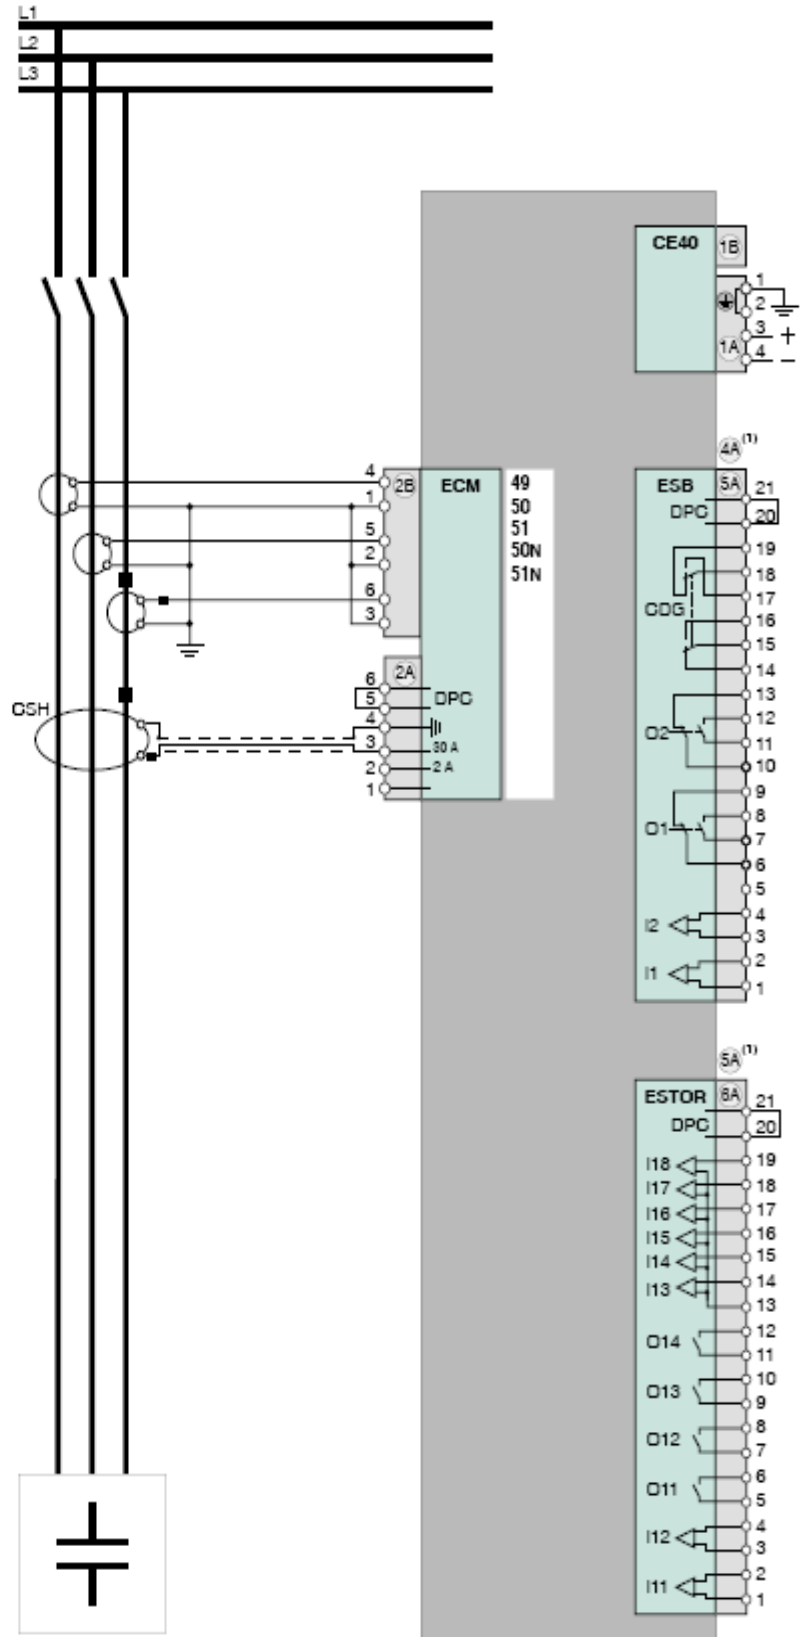 L1
L2
L3
CE40
1B
1
2
3
+
1A
4
−
4A (1)
4
2B
ECM
49
ESB
5A
21
1
50
DPC
20
5
51
19
2
50N
18
6
51N
17
3
CDG
16
15
2A
14
6
DPC
13
5
CSH
4
12
O2
3
30 A
11
2
2 A
10
1
9
8
O1
7
6
5
I2
4
3
I1
2
1
5A (1)
ESTOR
6A
21
DPC
20
I18
19
I17
18
I16
17
I15
16
I14
15
I13
14
13
O14
12
11
O13
10
9
O12
8
7
O11
6
5
I12
4
3
I11
2
1